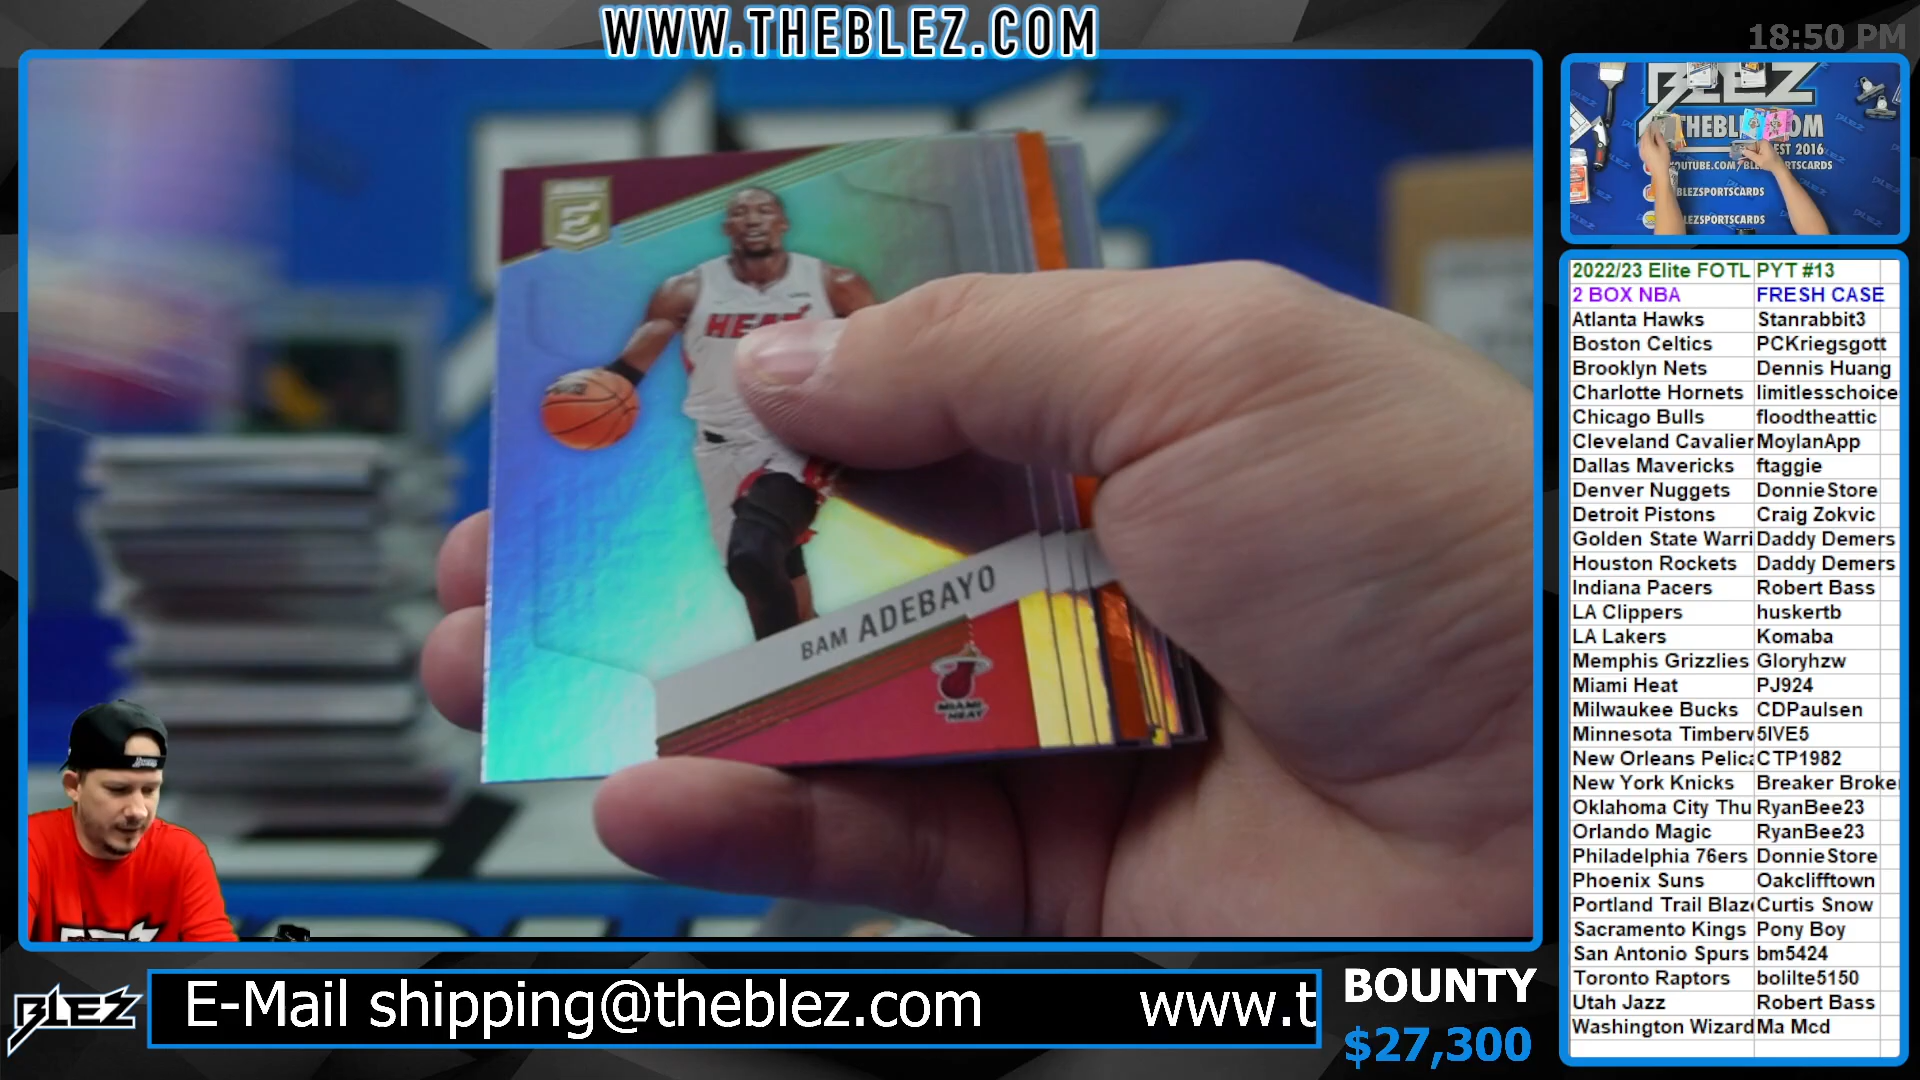 WWW.THEBLEZ.COM
18:50 PM
E
HEAT
BAM ADEBAYO
MIAMI
HEAT
BLEZ
THEBL OM
EST 2016
BLEZSPORTSCARDS
LEZSPORTSCARDS
2022/23 Elite FOTL PYT #13
2 BOX NBA FRESH CASE
Atlanta Hawks Stanrabbit3
Boston Celtics PCKriegsgott
Brooklyn Nets Dennis Huang
Charlotte Hornets limitlesschoice
Chicago Bulls floodtheattic
Cleveland Cavalier MoylanApp
Dallas Mavericks ftaggie
Denver Nuggets DonnieStore
Detroit Pistons Craig Zokvic
Golden State Warri Daddy Demers
Houston Rockets Daddy Demers
Indiana Pacers Robert Bass
LA Clippers huskertb
LA Lakers Komaba
Memphis Grizzlies Gloryhzw
Miami Heat PJ924
Milwaukee Bucks CDPaulsen
Minnesota Timberv 5IVE5
New Orleans Pelica CTP1982
New York Knicks Breaker Broke
Oklahoma City Thu RyanBee23
Orlando Magic RyanBee23
Philadelphia 76ers DonnieStore
Phoenix Suns Oakclifftown
Portland Trail Blaz Curtis Snow
Sacramento Kings Pony Boy
San Antonio Spurs bm5424
Toronto Raptors bolilte5150
Utah Jazz Robert Bass
Washington Wizard Ma Mcd
BLEZ
E-Mail shipping@theblez.com www.t
BOUNTY
$27,300